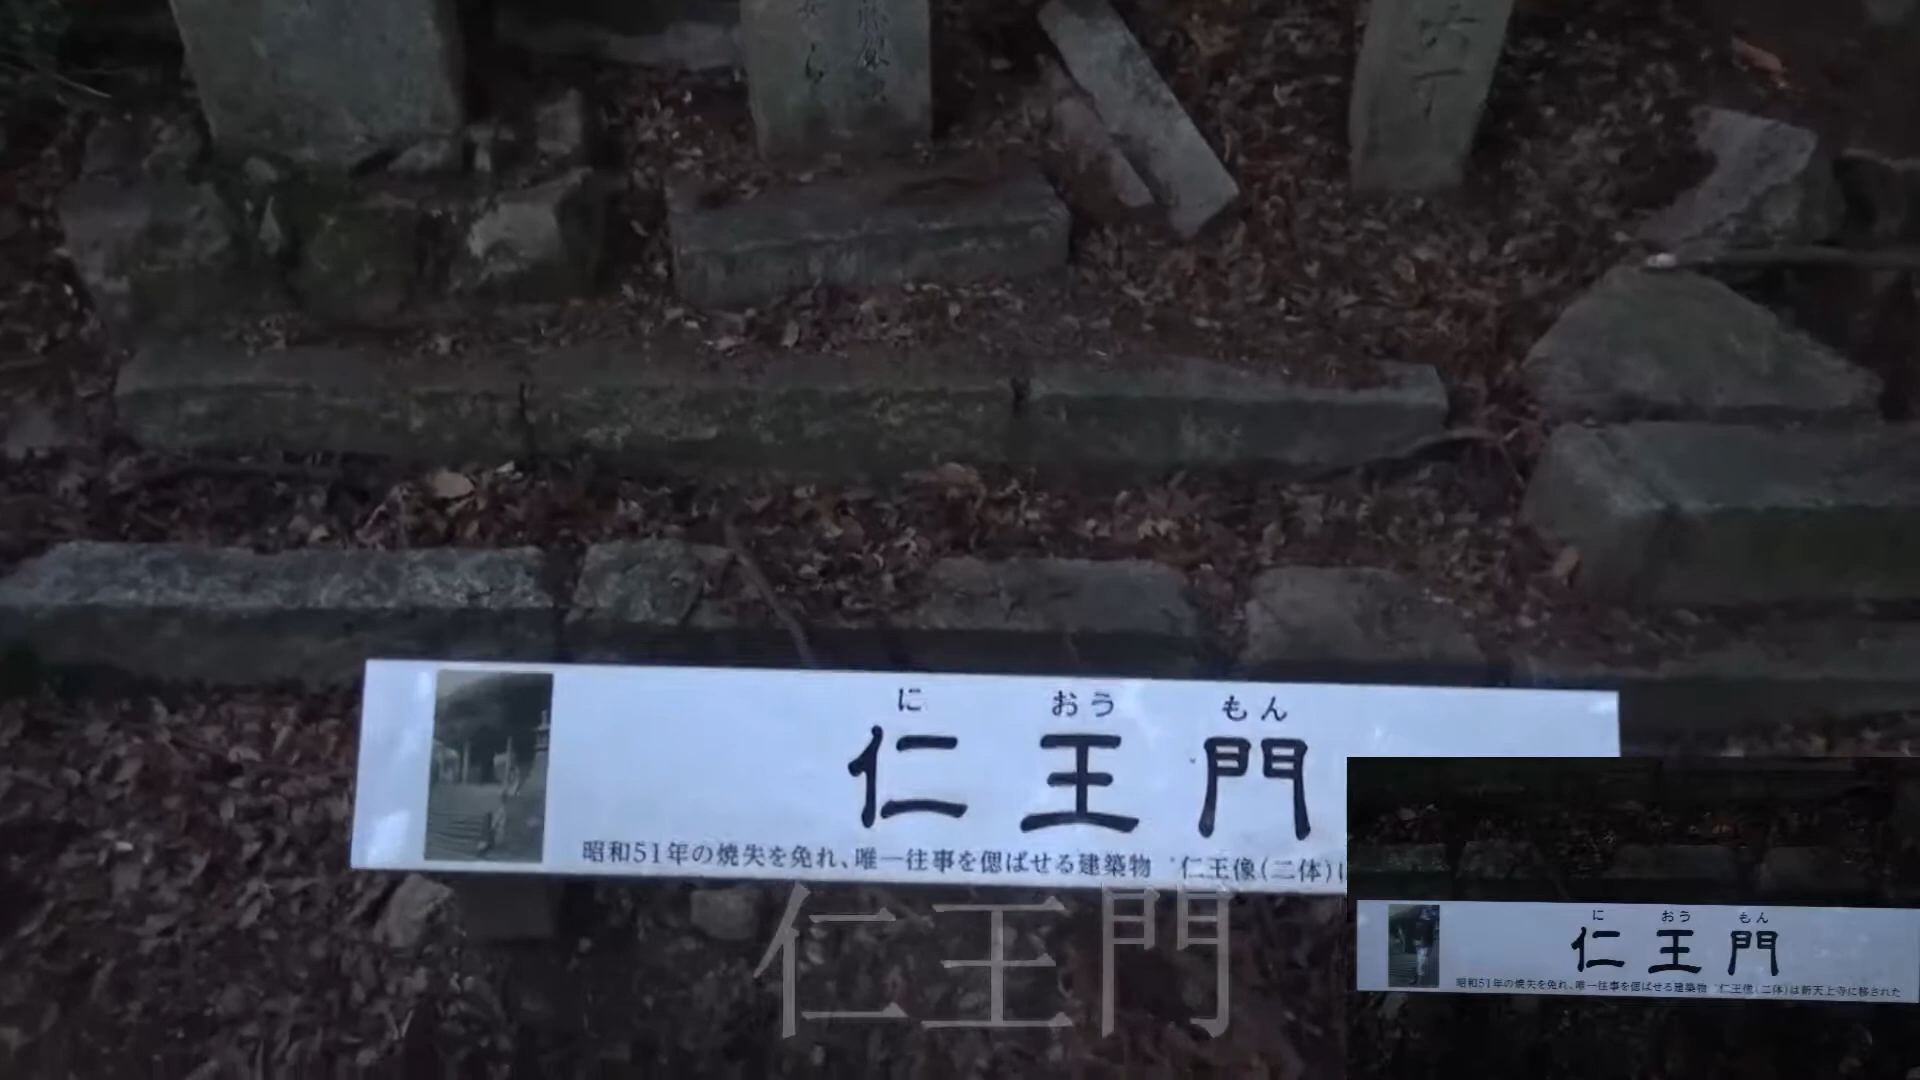 に おう もん
仁王門
昭和51年の焼失を免れ、唯一往事を偲ばせる建築物 仁王像(二体)は
仁王門
に おう もん
仁王門
昭和51年の焼失を免れ、唯一往事を偲ばせる建築物 仁王像(二体)は新天上寺に移された